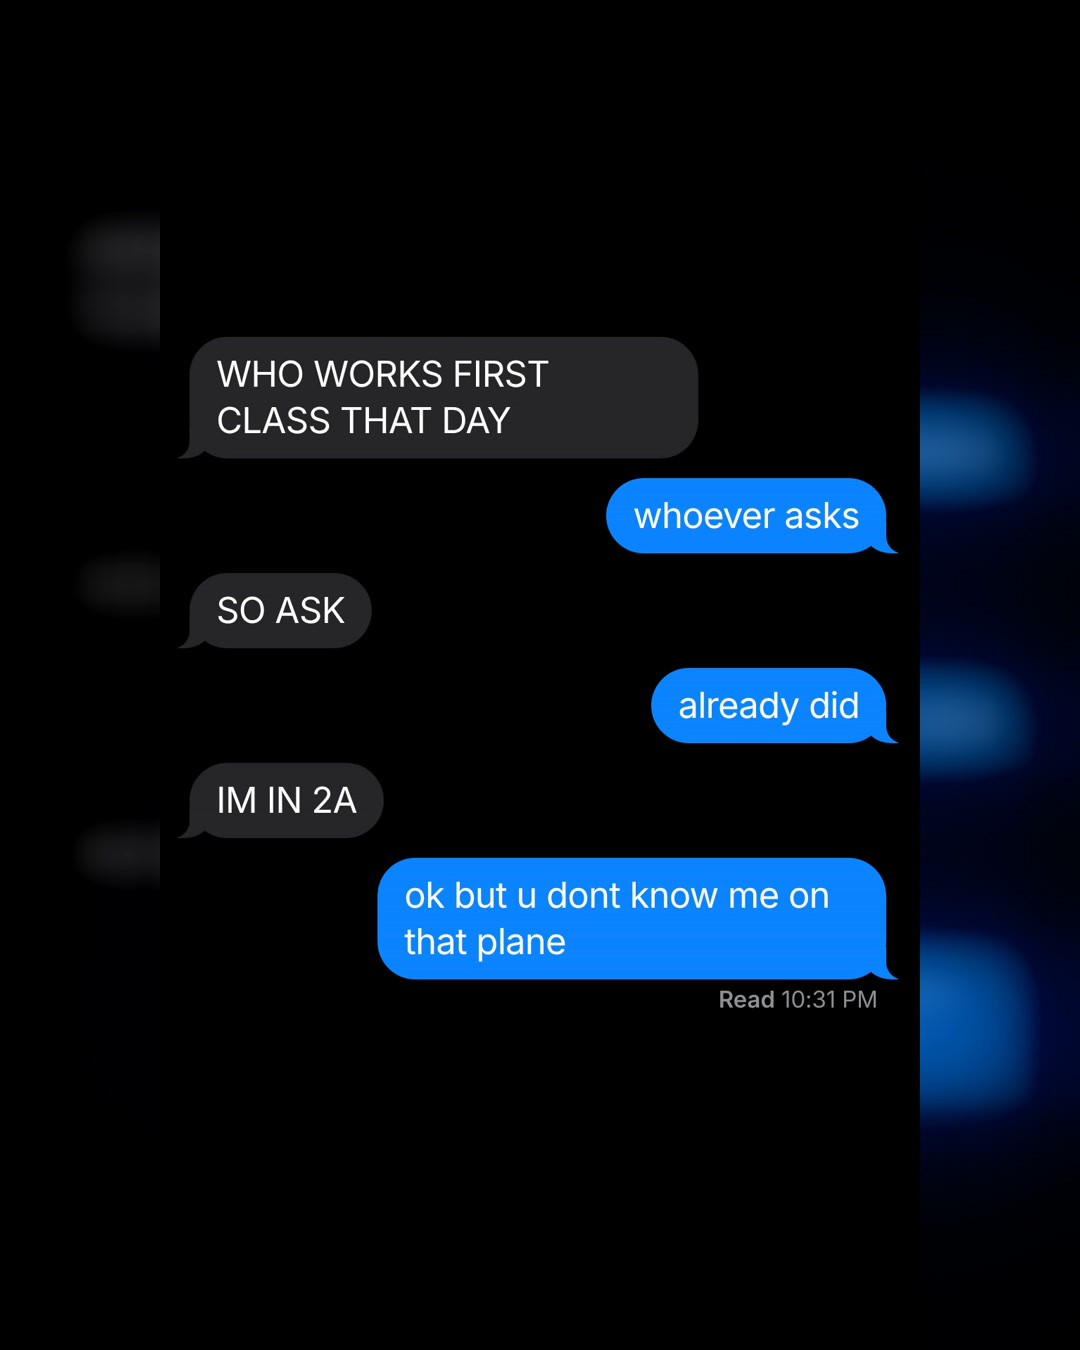 WHO WORKS FIRST
CLASS THAT DAY
whoever asks
SO ASK
already did
IM IN 2A
ok but u dont know me on
that plane
Read 10:31 PM